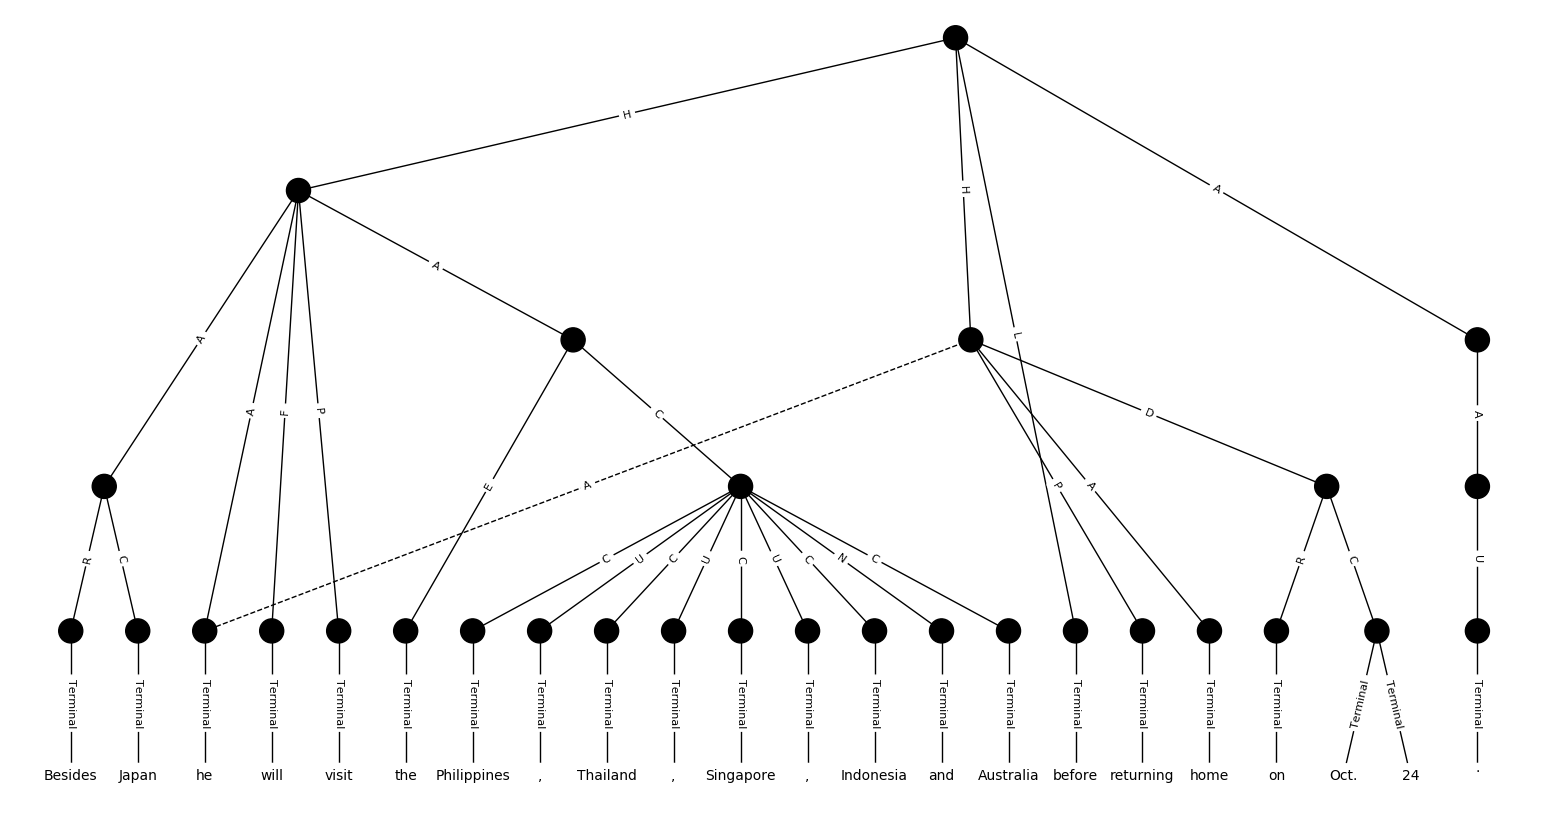 H
H
A
A
L
A
A
A
F
P
C
D
A
E
A
P
A
R
C
C
U
C
U
C
U
C
N
C
R
C
U
Terminal Terminal Terminal Terminal Terminal Terminal Terminal Terminal Terminal Terminal Terminal Terminal Terminal Terminal Terminal Terminal Terminal Terminal Terminal Terminal Terminal Terminal
Besides Japan he will visit the Philippines , Thailand , Singapore , Indonesia and Australia before returning home on Oct. 24 .